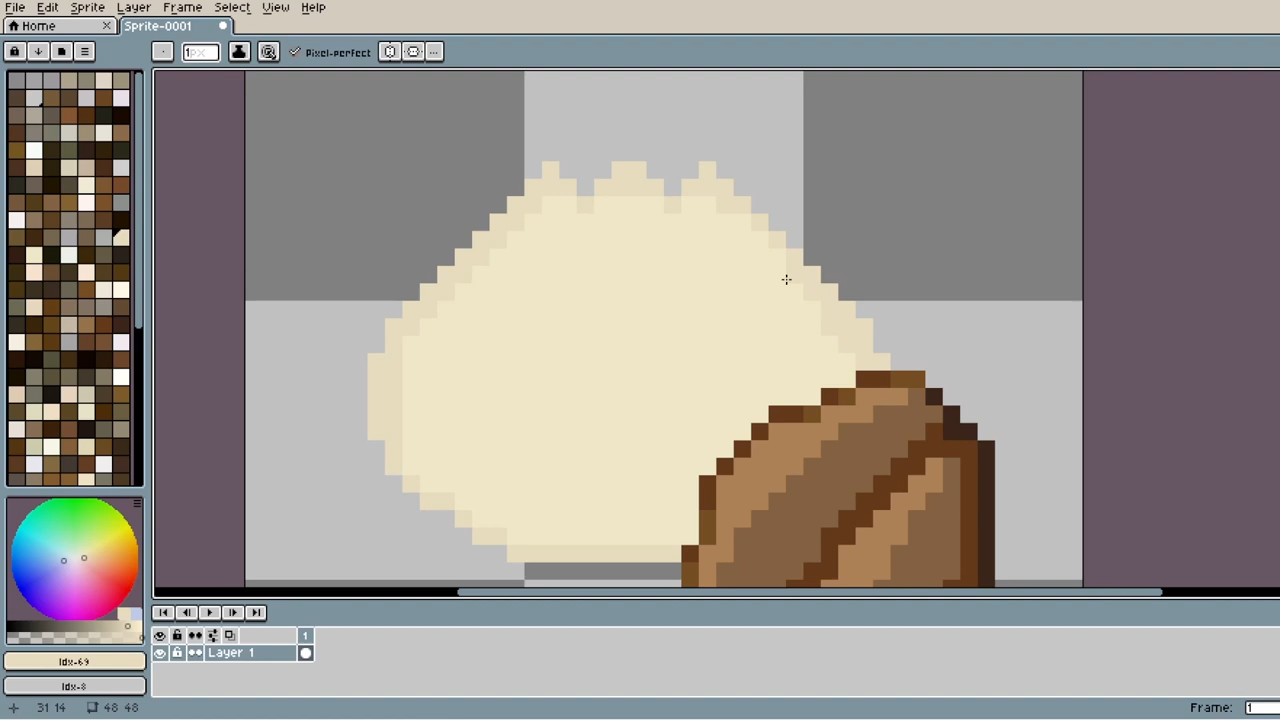 File Edit Sprite Layer Frame Select View Help
Home Sprite-0001
1px Pixel-perfect
Idx-69
Idx-8
1
Layer 1
31 14 48 48 Frame: 1